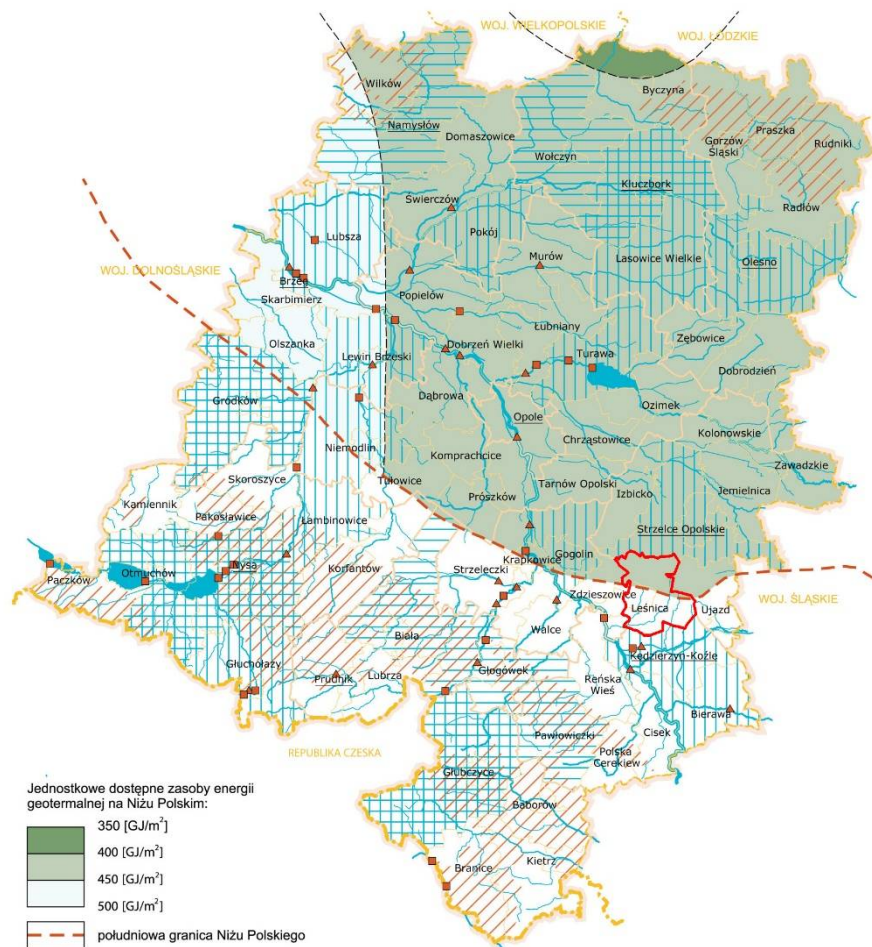 WOJ. WIELKOPOLSKIE
WOJ. ŁÓDZKIE
Wilków
Byczyna
Namysłów
Domaszowice
Wołczyn
Gorzów
Śląski
Praszka
Rudniki
Kluczbork
Radłów
Świerczów
Pokój
Lubsza
Murów
Lasowice Wielkie
Olesno
WOJ. DOLNOŚLĄSKIE
Brzeg
Skarbimierz
Popielów
Łubniany
Zębowice
Olszanka
Lewin Brzeski
Dobrzeń Wielki
Turawa
Dobrodzień
Grodków
Dąbrowa
Opole
Ozimek
Niemodlin
Komprachcice
Chrząstowice
Kolonowskie
Zawadzkie
Skoroszyce
Tułowice
Prószków
Tarnów Opolski
Izbicko
Jemielnica
Kamiennik
Pakosławice
Łambinowice
Strzelce Opolskie
Paczków
Otmuchów
Nysa
Korfantów
Strzeleczki
Krapkowice
Gogolin
Zdzieszowice
Leśnica
Ujazd
WOJ. ŚLĄSKIE
Biała
Walce
Kędzierzyn-Koźle
Głuchołazy
Prudnik
Lubrza
Głogówek
Reńska
Wieś
Bierawa
Cisek
Pawłowiczki
Polska
Cerekiew
REPUBLIKA CZESKA
Głubczyce
Baborów
Branice
Kietrz
Jednostkowe dostępne zasoby energii
geotermalnej na Niżu Polskim:
350 [GJ/m²]
400 [GJ/m²]
450 [GJ/m²]
500 [GJ/m²]
południowa granica Niżu Polskiego